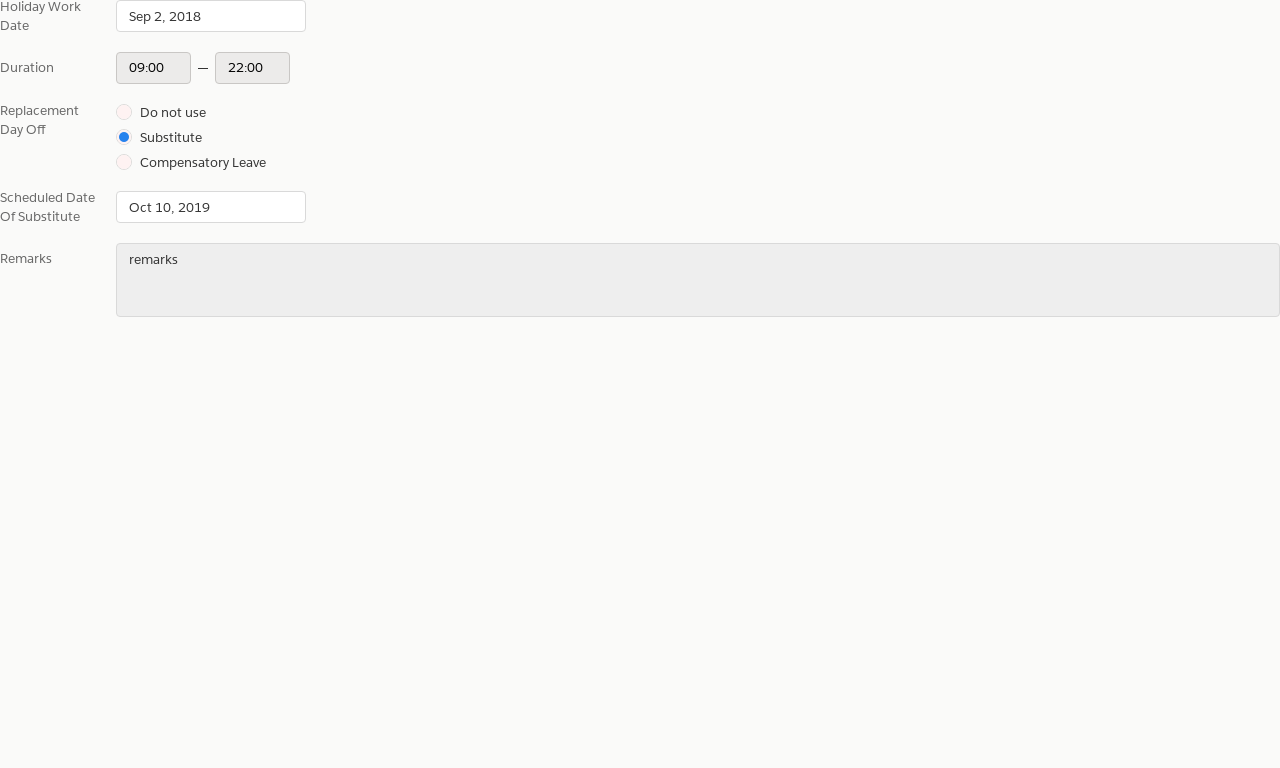 Holiday Work
Date
Sep 2, 2018
Duration
09:00 — 22:00
Replacement
Day Off
Do not use
Substitute
Compensatory Leave
Scheduled Date
Of Substitute
Oct 10, 2019
Remarks
remarks